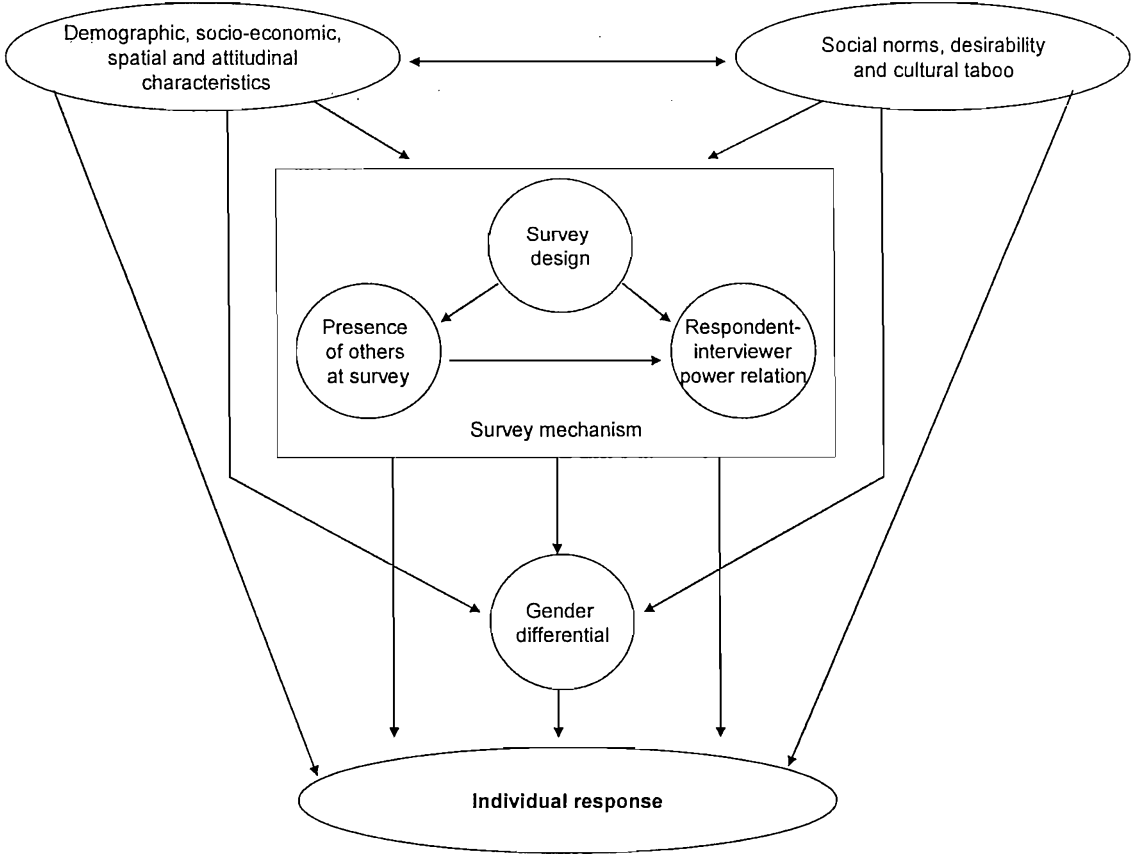 Demographic, socio-economic,
spatial and attitudinal
characteristics
Social norms, desirability
and cultural taboo
Survey
design
Presence
of others
at survey
Respondent-
interviewer
power relation
Survey mechanism
Gender
differential
Individual response